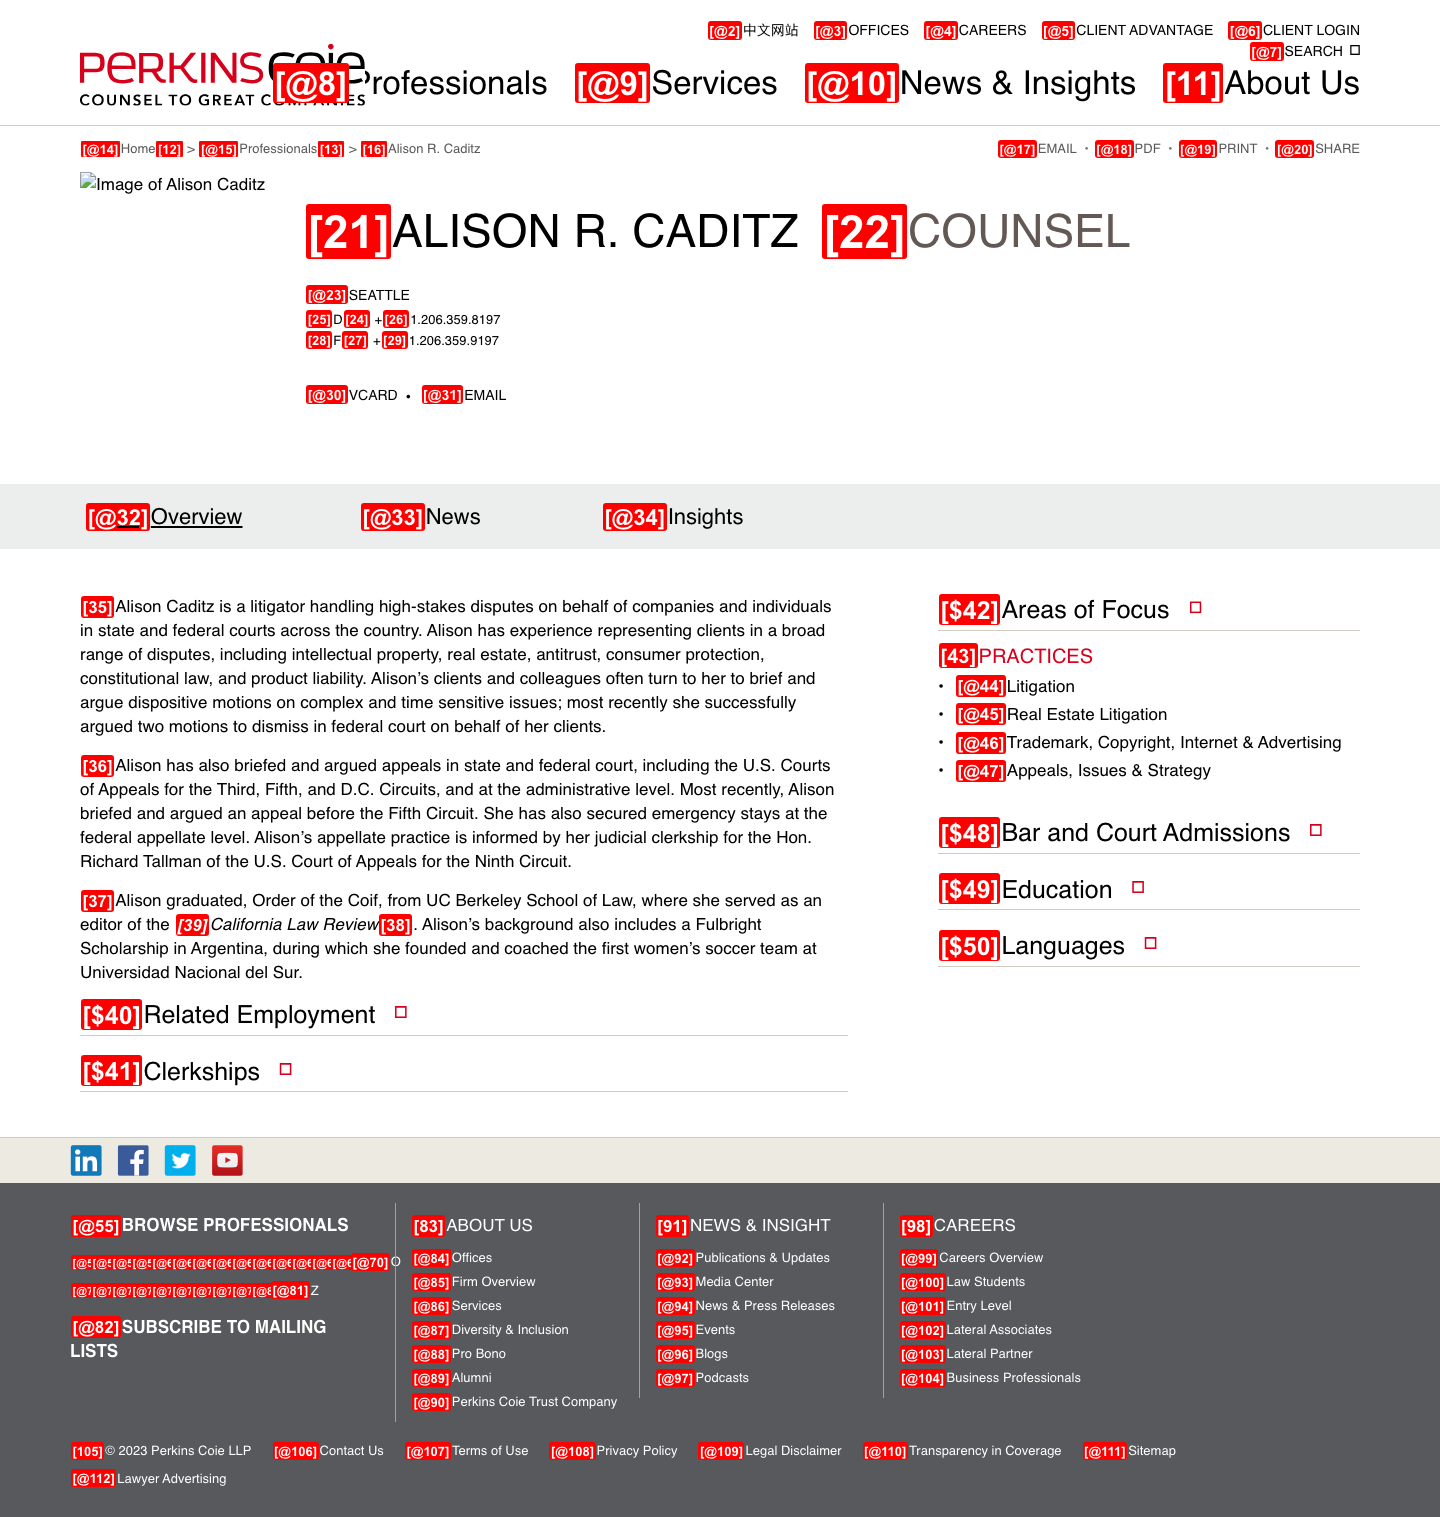 [@2]中文网站 [@3]OFFICES [@4]CAREERS [@5]CLIENT ADVANTAGE [@6]CLIENT LOGIN
[@7]SEARCH
PERKINS coie
COUNSEL TO GREAT COMPANIES
[@8]Professionals [@9]Services [@10]News & Insights [11]About Us
[@14]Home[12] > [@15]Professionals[13] > [16]Alison R. Caditz
[@17]EMAIL • [@18]PDF • [@19]PRINT • [@20]SHARE
Image of Alison Caditz
[21]ALISON R. CADITZ [22]COUNSEL
[@23]SEATTLE
[25]D[24] +[26]1.206.359.8197
[28]F[27] +[29]1.206.359.9197
[@30]VCARD • [@31]EMAIL
[@32]Overview [@33]News [@34]Insights
[35]Alison Caditz is a litigator handling high-stakes disputes on behalf of companies and individuals
in state and federal courts across the country. Alison has experience representing clients in a broad
range of disputes, including intellectual property, real estate, antitrust, consumer protection,
constitutional law, and product liability. Alison’s clients and colleagues often turn to her to brief and
argue dispositive motions on complex and time sensitive issues; most recently she successfully
argued two motions to dismiss in federal court on behalf of her clients.
[36]Alison has also briefed and argued appeals in state and federal court, including the U.S. Courts
of Appeals for the Third, Fifth, and D.C. Circuits, and at the administrative level. Most recently, Alison
briefed and argued an appeal before the Fifth Circuit. She has also secured emergency stays at the
federal appellate level. Alison’s appellate practice is informed by her judicial clerkship for the Hon.
Richard Tallman of the U.S. Court of Appeals for the Ninth Circuit.
[37]Alison graduated, Order of the Coif, from UC Berkeley School of Law, where she served as an
editor of the [39]California Law Review[38]. Alison’s background also includes a Fulbright
Scholarship in Argentina, during which she founded and coached the first women’s soccer team at
Universidad Nacional del Sur.
[$40]Related Employment
[$41]Clerkships
[$42]Areas of Focus
[43]PRACTICES
• [@44]Litigation
• [@45]Real Estate Litigation
• [@46]Trademark, Copyright, Internet & Advertising
• [@47]Appeals, Issues & Strategy
[$48]Bar and Court Admissions
[$49]Education
[$50]Languages
[@55]BROWSE PROFESSIONALS
[@70]O
[@81]Z
[@82]SUBSCRIBE TO MAILING
LISTS
[83]ABOUT US
[@84]Offices
[@85]Firm Overview
[@86]Services
[@87]Diversity & Inclusion
[@88]Pro Bono
[@89]Alumni
[@90]Perkins Coie Trust Company
[91]NEWS & INSIGHT
[@92]Publications & Updates
[@93]Media Center
[@94]News & Press Releases
[@95]Events
[@96]Blogs
[@97]Podcasts
[98]CAREERS
[@99]Careers Overview
[@100]Law Students
[@101]Entry Level
[@102]Lateral Associates
[@103]Lateral Partner
[@104]Business Professionals
[105]© 2023 Perkins Coie LLP [@106]Contact Us [@107]Terms of Use [@108]Privacy Policy [@109]Legal Disclaimer [@110]Transparency in Coverage [@111]Sitemap
[@112]Lawyer Advertising